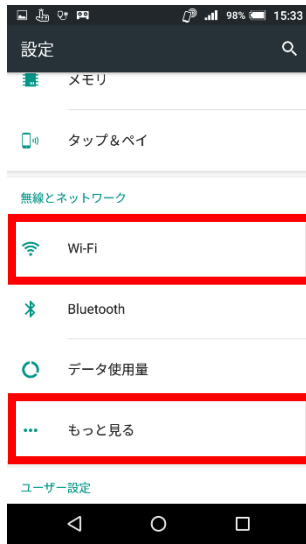 98% 15:33
設定
メモリ
タップ＆ペイ
無線とネットワーク
Wi-Fi
Bluetooth
データ使用量
もっと見る
ユーザー設定